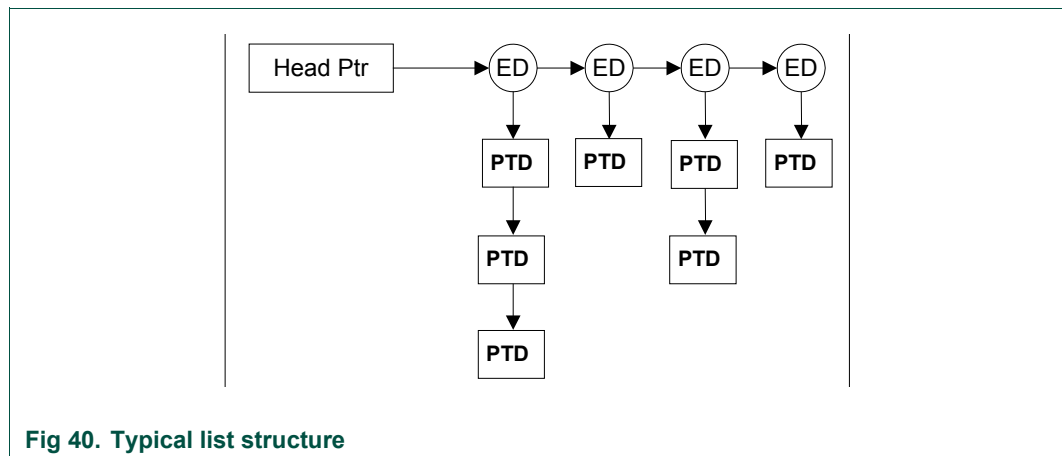 Head Ptr ED ED ED ED
PTD PTD PTD PTD
PTD PTD
PTD
Fig 40. Typical list structure